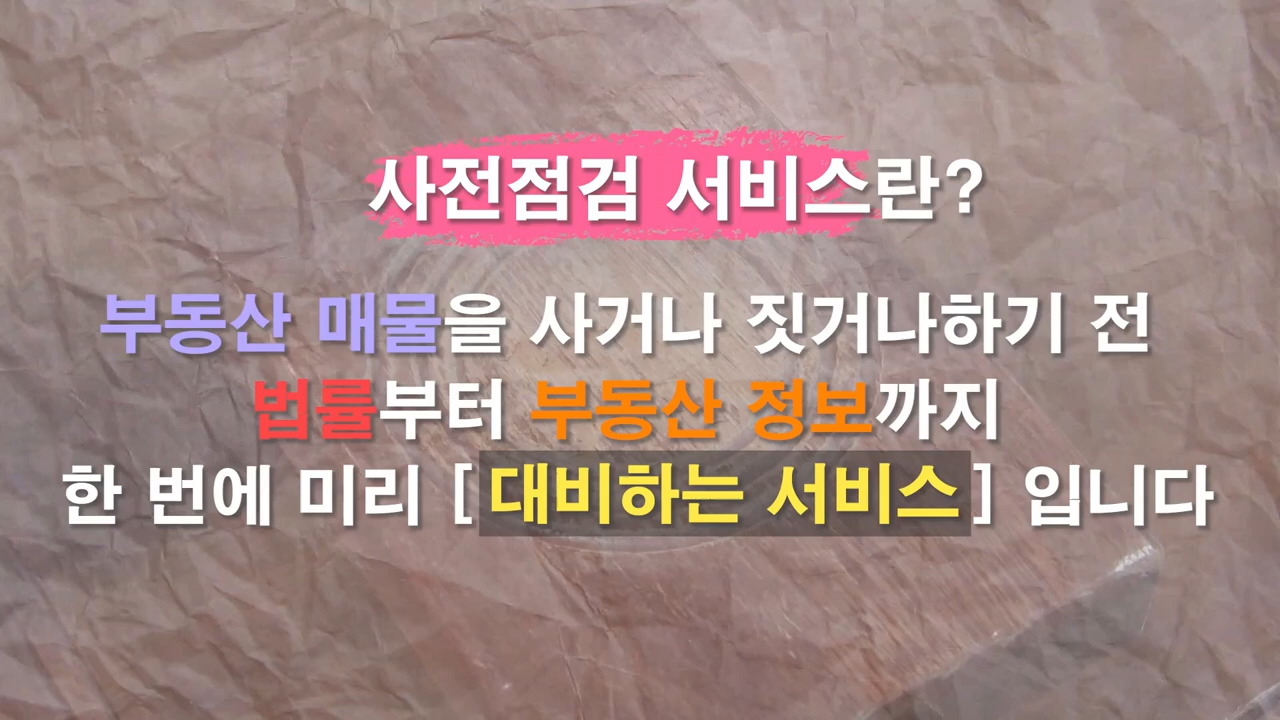 사전점검 서비스란?
부동산 매물을 사거나 짓거나하기 전
법률부터 부동산 정보까지
한 번에 미리 [대비하는 서비스] 입니다